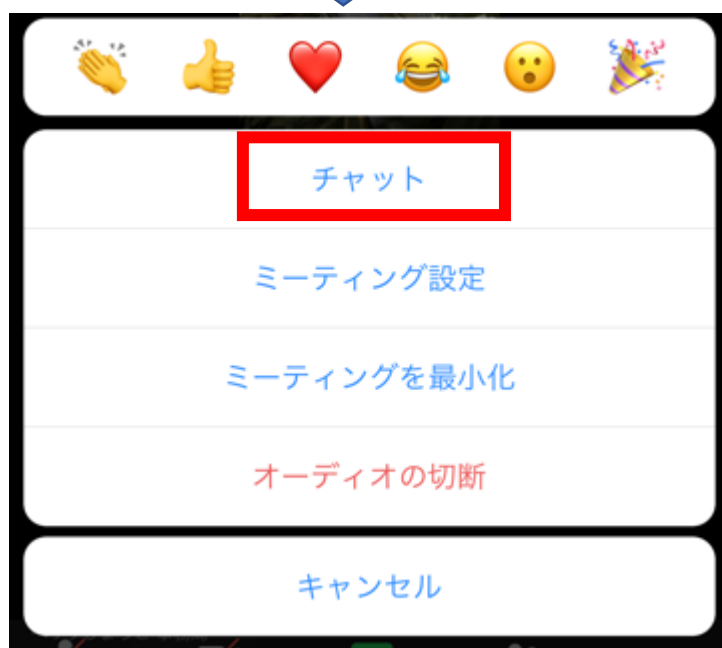 チャット
ミーティング設定
ミーティングを最小化
オーディオの切断
キャンセル